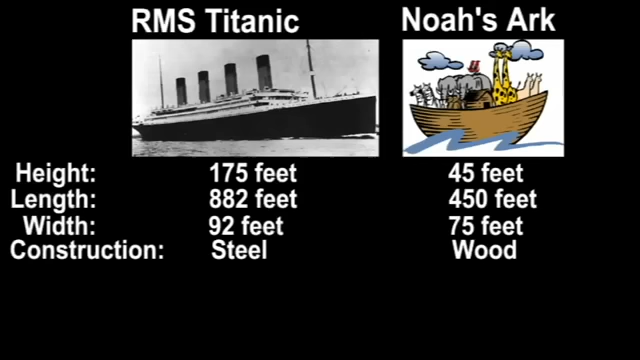 RMS Titanic Noah's Ark
Height: 175 feet 45 feet
Length: 882 feet 450 feet
Width: 92 feet 75 feet
Construction: Steel Wood